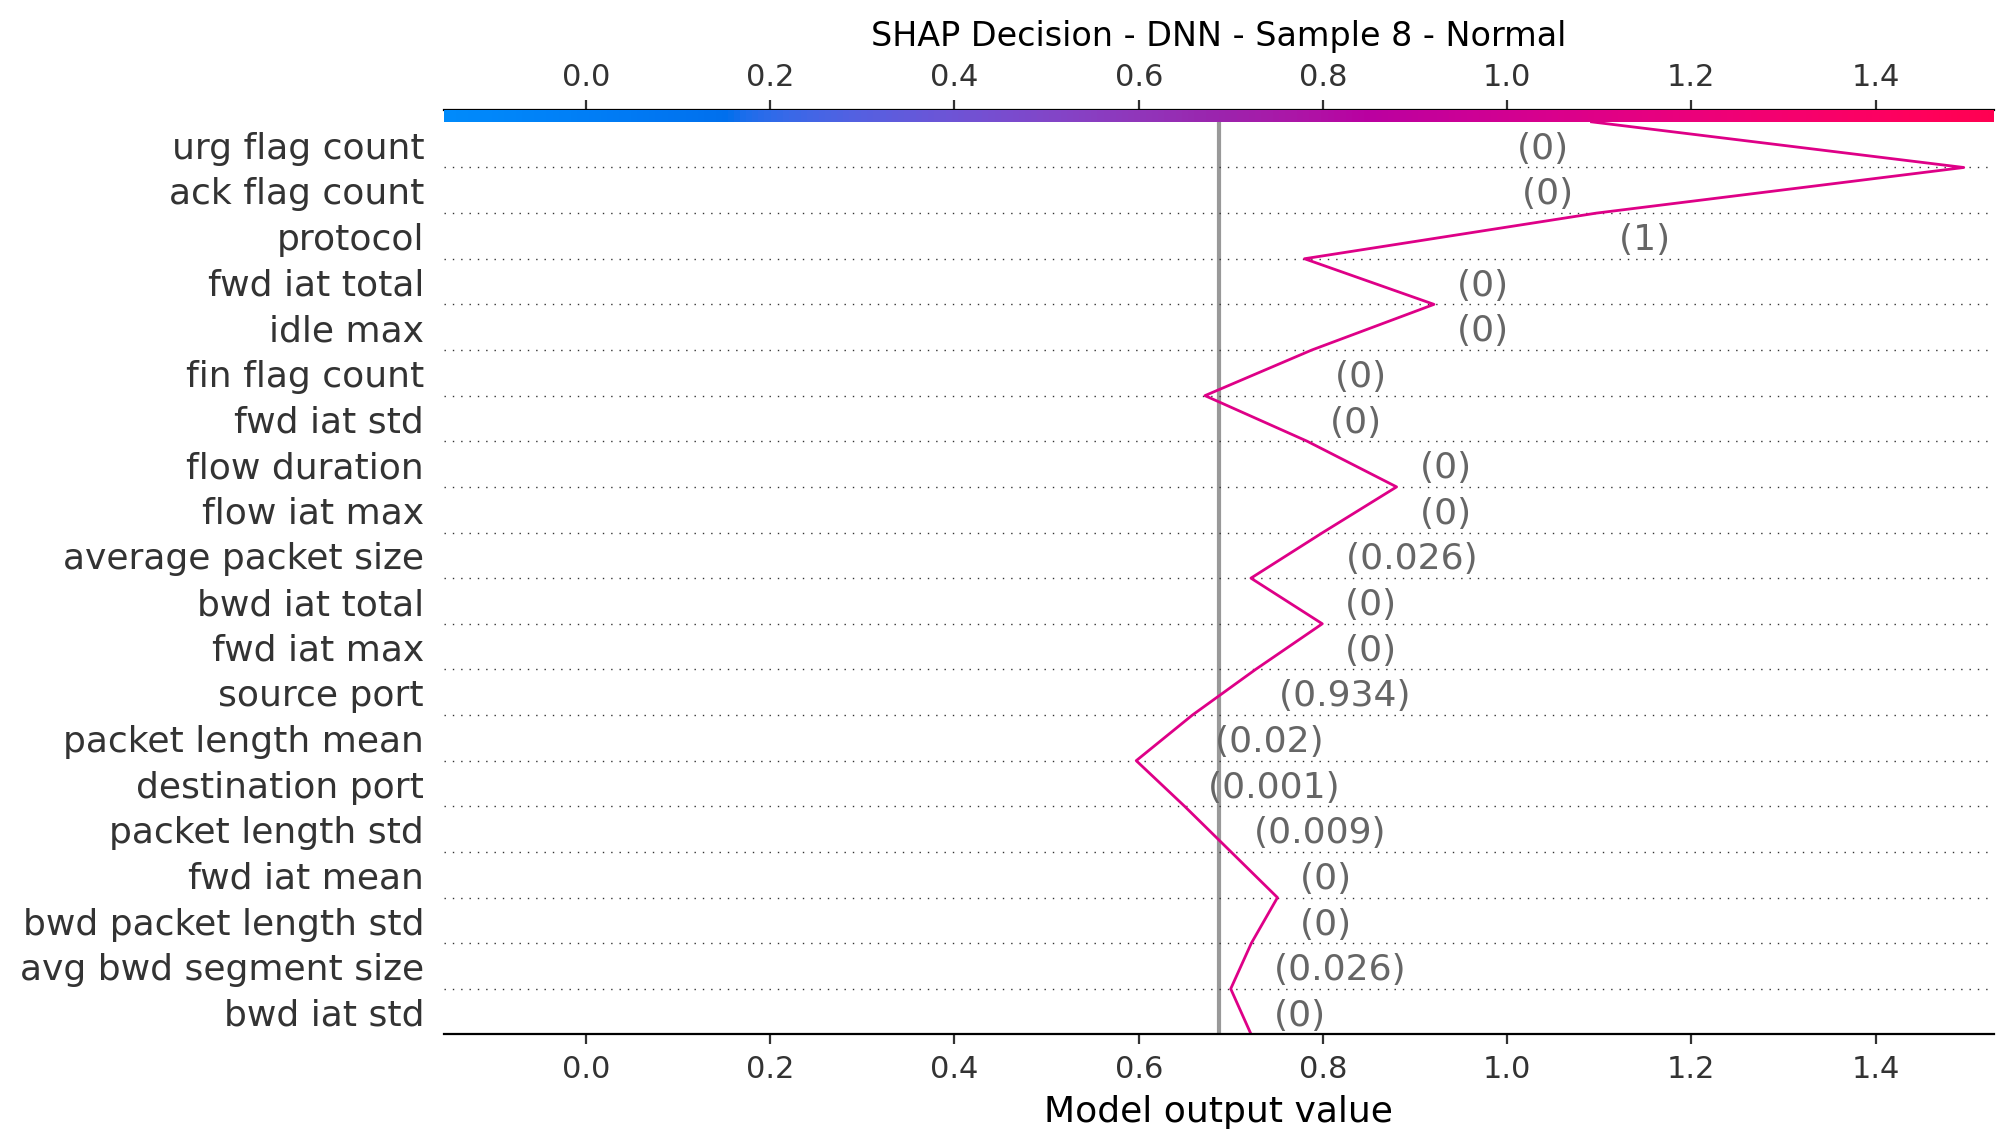 SHAP Decision - DNN - Sample 8 - Normal
0.0 0.2 0.4 0.6 0.8 1.0 1.2 1.4
urg flag count (0)
ack flag count (0)
protocol (1)
fwd iat total (0)
idle max (0)
fin flag count (0)
fwd iat std (0)
flow duration (0)
flow iat max (0)
average packet size (0.026)
bwd iat total (0)
fwd iat max (0)
source port (0.934)
packet length mean (0.02)
destination port (0.001)
packet length std (0.009)
fwd iat mean (0)
bwd packet length std (0)
avg bwd segment size (0.026)
bwd iat std (0)
0.0 0.2 0.4 0.6 0.8 1.0 1.2 1.4
Model output value